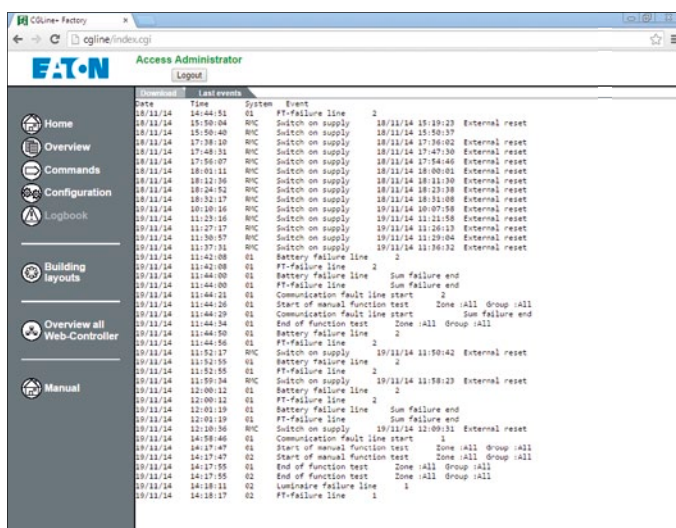 CGLine+ Factory
cgline/index.cgi
EATON
Access Administrator
Logout
Download Last events
Home
Overview
Commands
Configuration
Logbook
Building layouts
Overview all Web-Controller
Manual
Date Time System Event
18/11/14 14:44:51 01 FT-failure line 2
18/11/14 15:50:04 RMC Switch on supply 18/11/14 15:19:23 External reset
18/11/14 15:50:40 RMC Switch on supply 18/11/14 15:50:37
18/11/14 17:38:10 RMC Switch on supply 18/11/14 17:36:02 External reset
18/11/14 17:48:31 RMC Switch on supply 18/11/14 17:47:30 External reset
18/11/14 17:56:07 RMC Switch on supply 18/11/14 17:54:46 External reset
18/11/14 18:01:11 RMC Switch on supply 18/11/14 18:00:01 External reset
18/11/14 18:12:36 RMC Switch on supply 18/11/14 18:11:30 External reset
18/11/14 18:24:52 RMC Switch on supply 18/11/14 18:23:38 External reset
18/11/14 18:32:17 RMC Switch on supply 18/11/14 18:31:08 External reset
19/11/14 10:10:16 RMC Switch on supply 19/11/14 10:07:58 External reset
19/11/14 11:23:16 RMC Switch on supply 19/11/14 11:21:58 External reset
19/11/14 11:27:17 RMC Switch on supply 19/11/14 11:26:13 External reset
19/11/14 11:30:57 RMC Switch on supply 19/11/14 11:29:04 External reset
19/11/14 11:37:31 RMC Switch on supply 19/11/14 11:36:32 External reset
19/11/14 11:42:08 01 Battery failure line 2
19/11/14 11:42:08 01 FT-failure line 2
19/11/14 11:44:00 01 Battery failure line Sum failure end
19/11/14 11:44:00 01 FT-failure line Sum failure end
19/11/14 11:44:21 01 Communication fault line start 2
19/11/14 11:44:26 01 Start of manual function test Zone :All Group :All
19/11/14 11:44:29 01 Communication fault line start Sum failure end
19/11/14 11:44:34 01 End of function test Zone :All Group :All
19/11/14 11:44:50 01 Battery failure line 2
19/11/14 11:44:56 01 FT-failure line 2
19/11/14 11:52:17 RMC Switch on supply 19/11/14 11:50:42 External reset
19/11/14 11:52:55 01 Battery failure line 2
19/11/14 11:52:55 01 FT-failure line 2
19/11/14 11:59:34 RMC Switch on supply 19/11/14 11:58:23 External reset
19/11/14 12:00:12 01 Battery failure line 2
19/11/14 12:00:12 01 FT-failure line 2
19/11/14 12:01:19 01 Battery failure line Sum failure end
19/11/14 12:01:19 01 FT-failure line Sum failure end
19/11/14 12:10:36 RMC Switch on supply 19/11/14 12:09:31 External reset
19/11/14 14:58:46 01 Communication fault line start 1
19/11/14 14:17:47 01 Start of manual function test Zone :All Group :All
19/11/14 14:17:47 02 Start of manual function test Zone :All Group :All
19/11/14 14:17:55 01 End of function test Zone :All Group :All
19/11/14 14:17:55 02 End of function test Zone :All Group :All
19/11/14 14:18:11 02 Luminaire failure line 1
19/11/14 14:18:17 02 FT-failure line 1